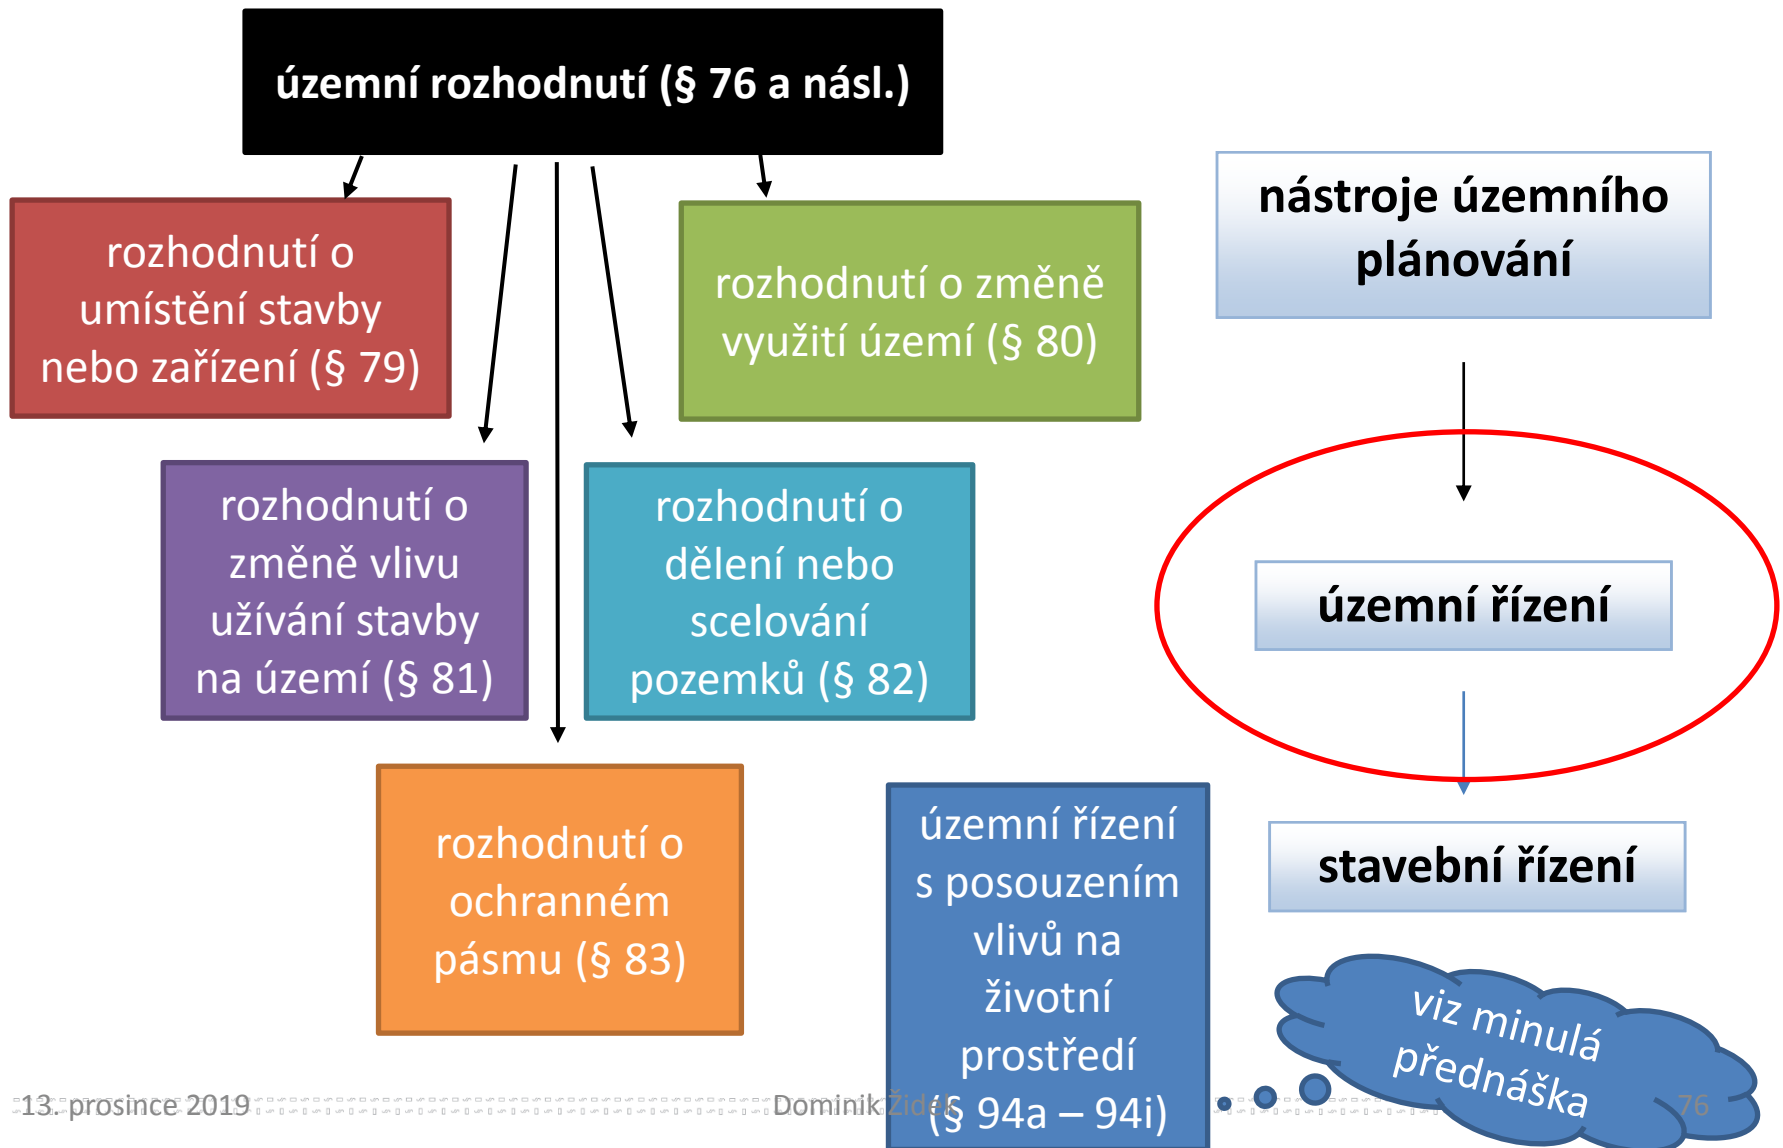 územní rozhodnutí (§ 76 a násl.)
rozhodnutí o
umístění stavby
nebo zařízení (§ 79)
rozhodnutí o změně
využití území (§ 80)
rozhodnutí o
změně vlivu
užívání stavby
na území (§ 81)
rozhodnutí o
dělení nebo
scelování
pozemků (§ 82)
rozhodnutí o
ochranném
pásmu (§ 83)
územní řízení
s posouzením
vlivů na
životní
prostředí
(§ 94a – 94i)
nástroje územního
plánování
územní řízení
stavební řízení
viz minulá
přednáška
13. prosince 2019
Dominik Židek
76